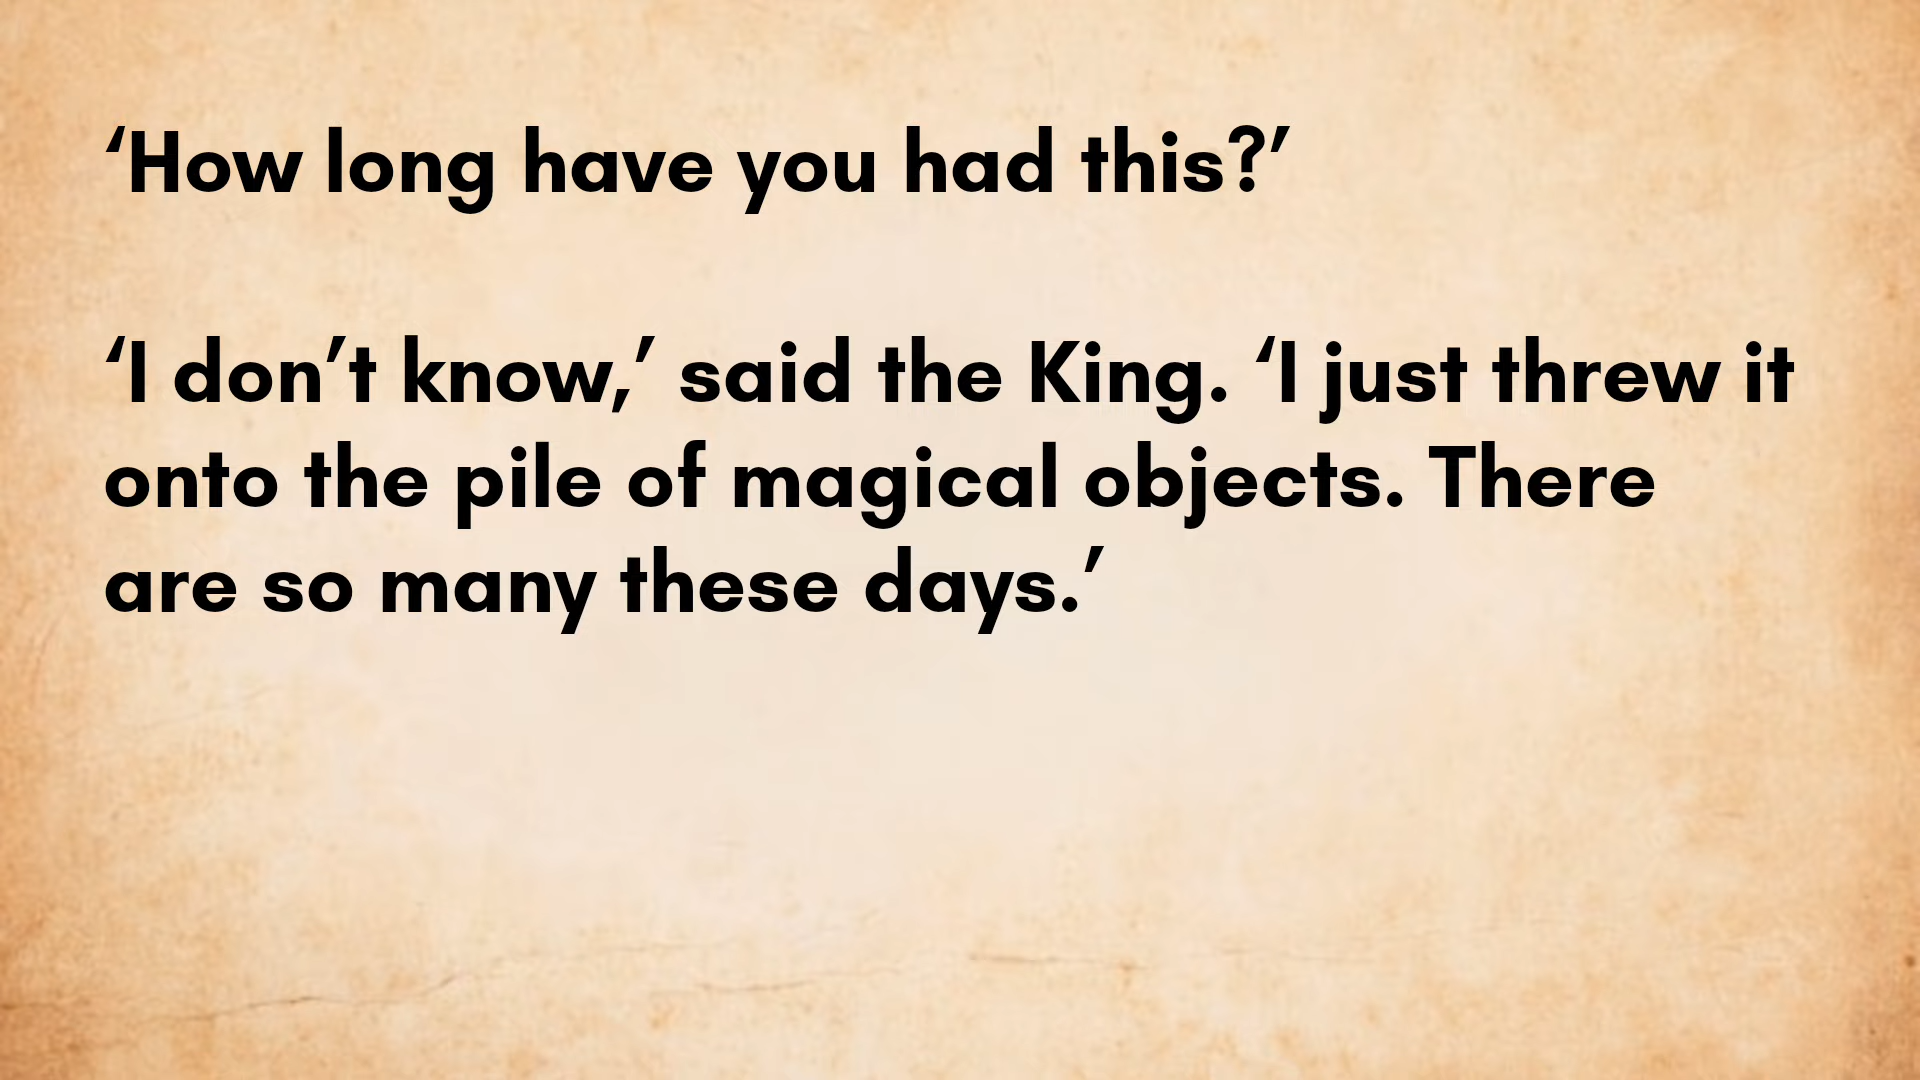 ‘How long have you had this?’
‘I don’t know,’ said the King. ‘I just threw it
onto the pile of magical objects. There
are so many these days.’